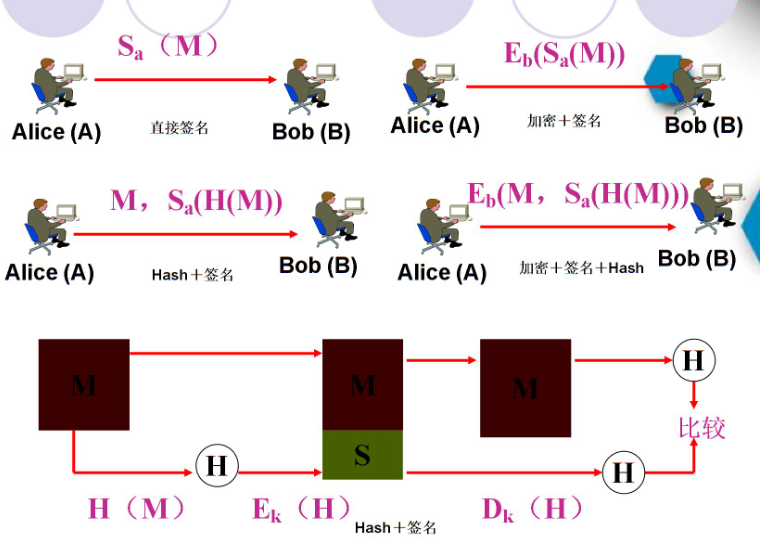 Sa（M）
Eb(Sa(M))
Alice (A)
直接签名
Bob (B)
Alice (A)
加密＋签名
Bob (B)
M，Sa(H(M))
Eb(M，Sa(H(M)))
Alice (A)
Hash＋签名
Bob (B)
Alice (A)
加密＋签名＋Hash
Bob (B)
M
M
M
H
比较
H
S
H
H（M）
Ek（H）
Dk（H）
Hash＋签名